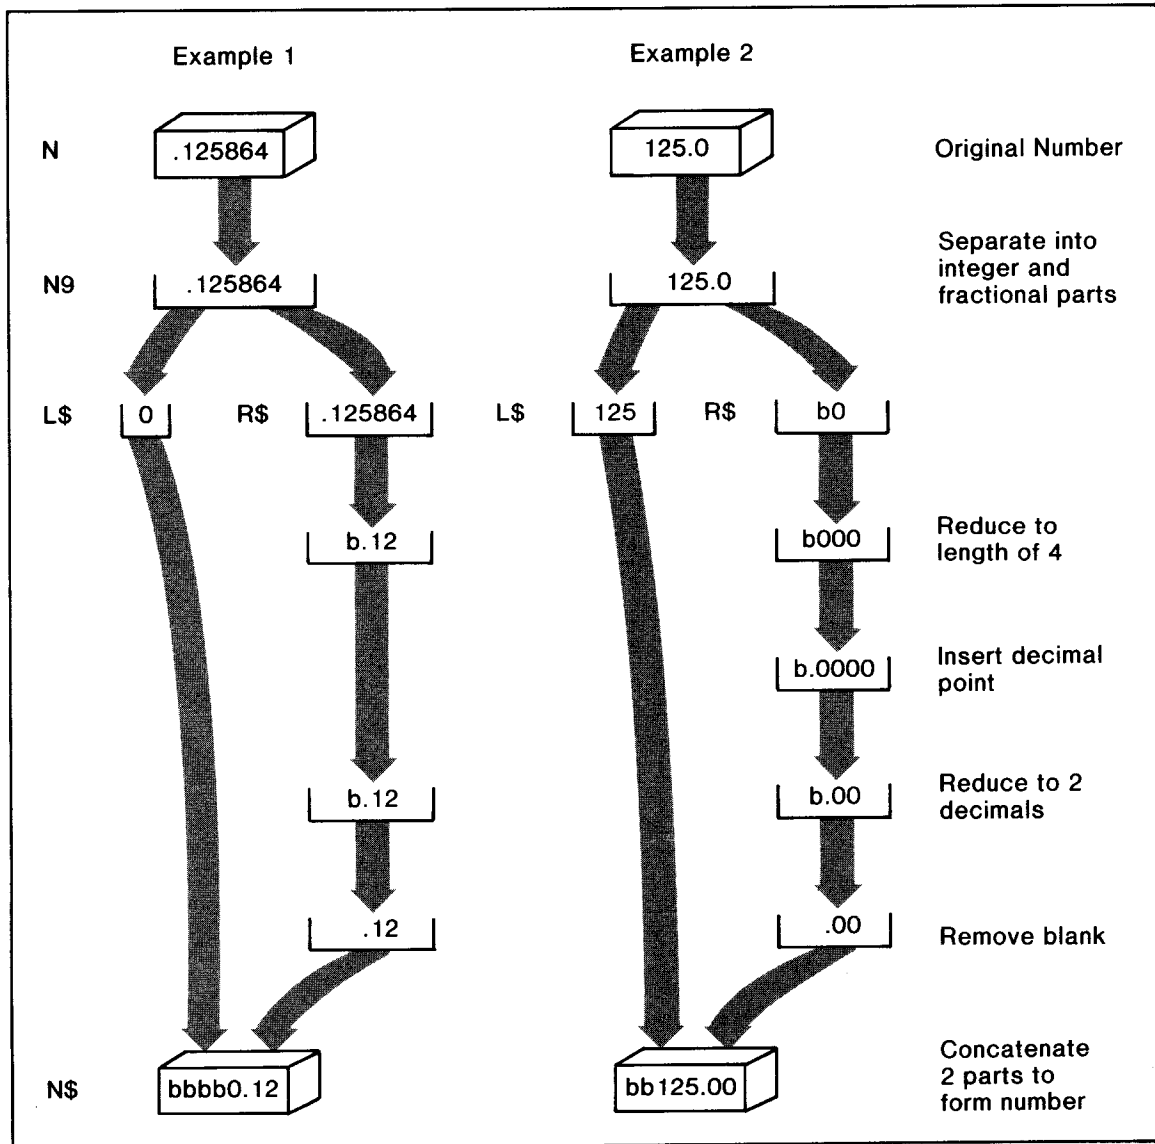 Example 1
Example 2
N
.125864
125.0
Original Number
Separate into
integer and
fractional parts
N9
.125864
125.0
L$
0
R$
.125864
L$
125
R$
b0
b.12
b000
Reduce to
length of 4
b.0000
Insert decimal
point
b.12
b.00
Reduce to 2
decimals
.12
.00
Remove blank
N$
bbbb0.12
bb125.00
Concatenate
2 parts to
form number